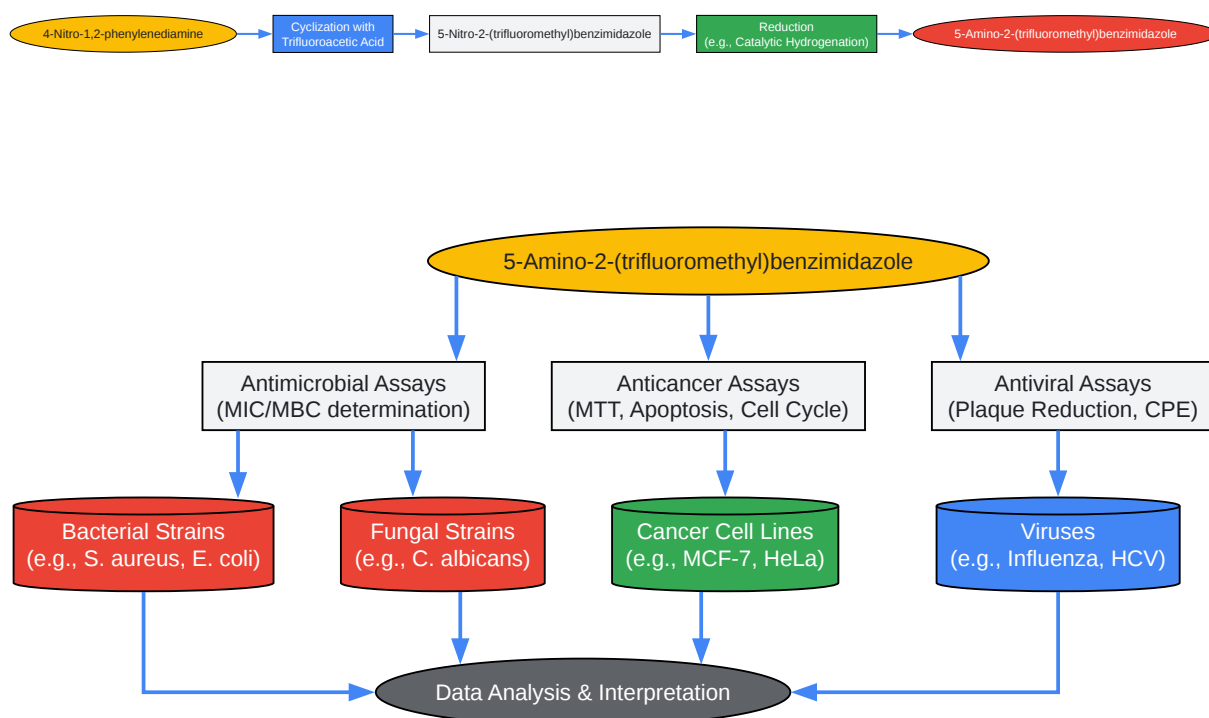 4-Nitro-1,2-phenylenediamine
Cyclization with
Trifluoroacetic Acid
5-Nitro-2-(trifluoromethyl)benzimidazole
Reduction
(e.g., Catalytic Hydrogenation)
5-Amino-2-(trifluoromethyl)benzimidazole
5-Amino-2-(trifluoromethyl)benzimidazole
Antimicrobial Assays
(MIC/MBC determination)
Anticancer Assays
(MTT, Apoptosis, Cell Cycle)
Antiviral Assays
(Plaque Reduction, CPE)
Bacterial Strains
(e.g., S. aureus, E. coli)
Fungal Strains
(e.g., C. albicans)
Cancer Cell Lines
(e.g., MCF-7, HeLa)
Viruses
(e.g., Influenza, HCV)
Data Analysis & Interpretation